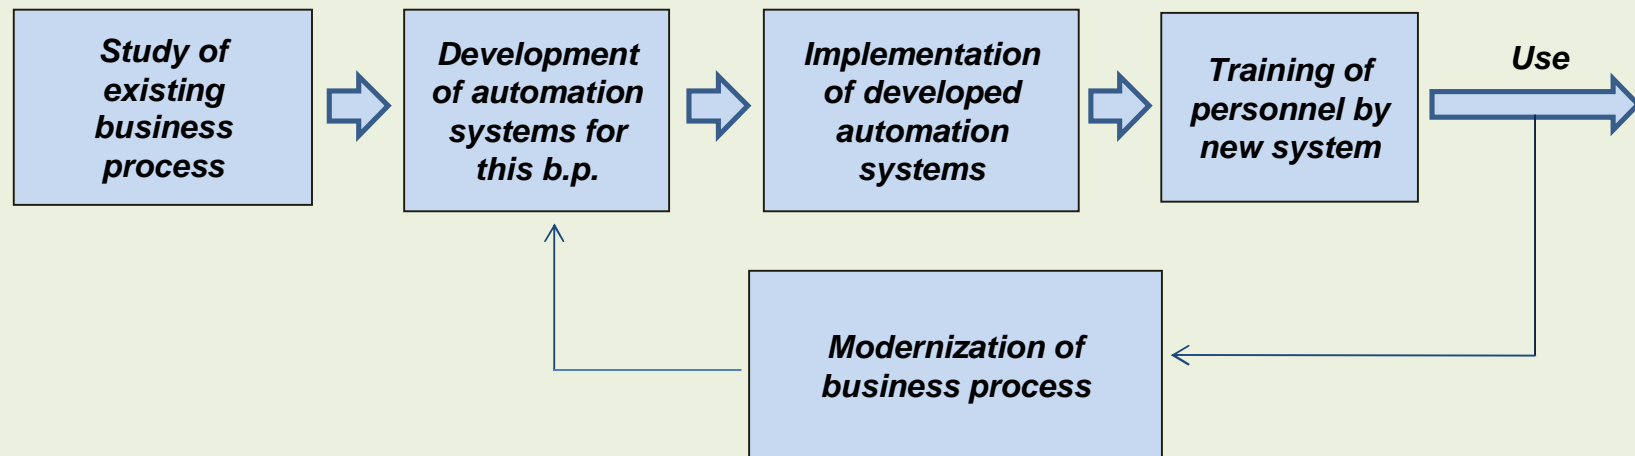 Study of
existing
business
process
Development
of automation
systems for
this b.p.
Implementation
of developed
automation
systems
Training of
personnel by
new system
Use
Modernization of
business process